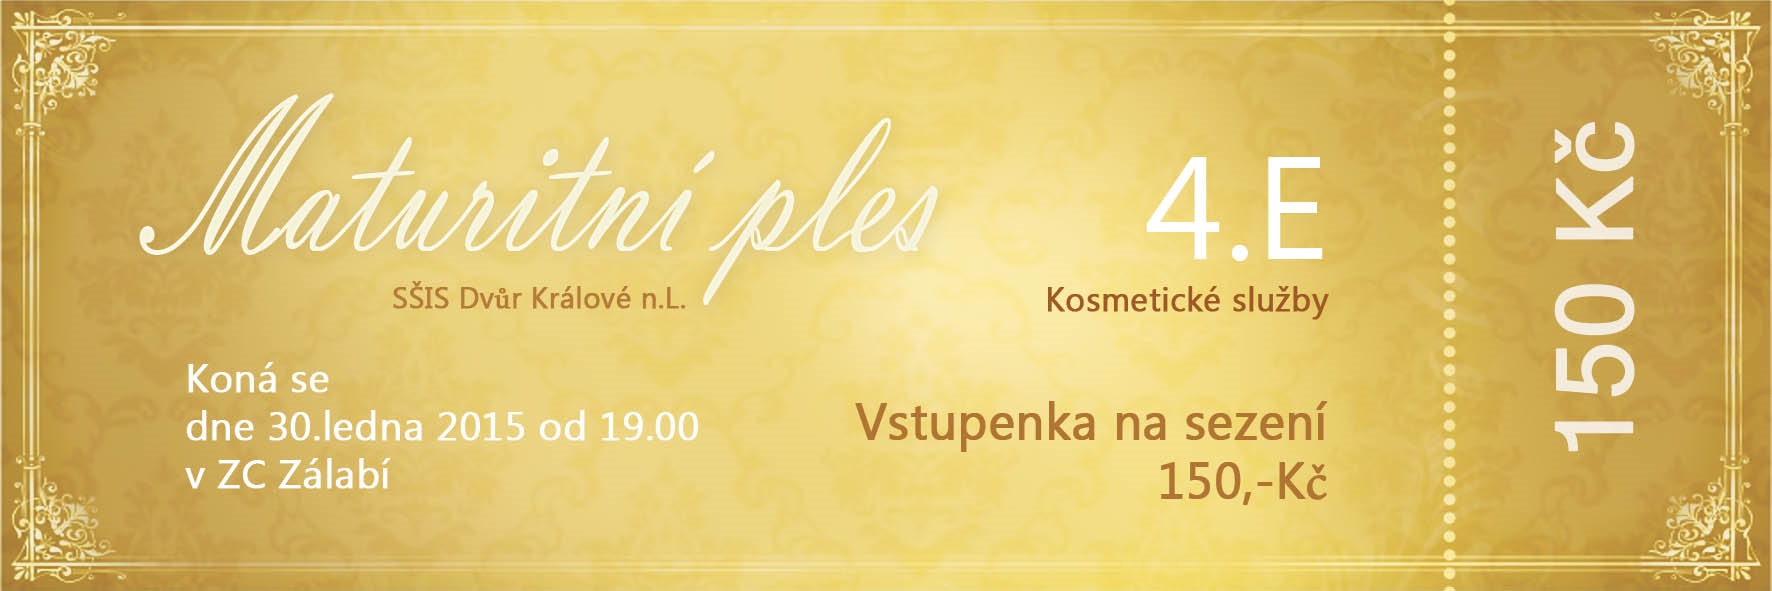 Maturitní ples
SŠIS Dvůr Králové n.L.
4.E
Kosmetické služby
Koná se
dne 30.ledna 2015 od 19.00
v ZC Zálabí
Vstupenka na sezení
150,-Kč
150 Kč